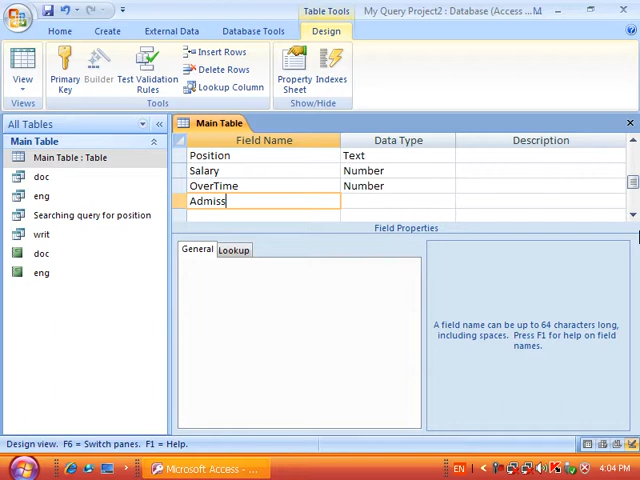 Table Tools
My Query Project2 : Database (Access ...
Home
Create
External Data
Database Tools
Design
View
Primary Key
Builder
Test Validation Rules
Insert Rows
Delete Rows
Lookup Column
Property Sheet
Indexes
Views
Tools
Show/Hide
All Tables
Main Table
Main Table : Table
doc
eng
Searching query for position
writ
doc
eng
Main Table
Field Name
Data Type
Description
Position
Text
Salary
Number
OverTime
Number
Admiss
Field Properties
General
Lookup
A field name can be up to 64 characters long,
including spaces. Press F1 for help on field
names.
Design view. F6 = Switch panes. F1 = Help.
Microsoft Access - ...
EN
4:04 PM